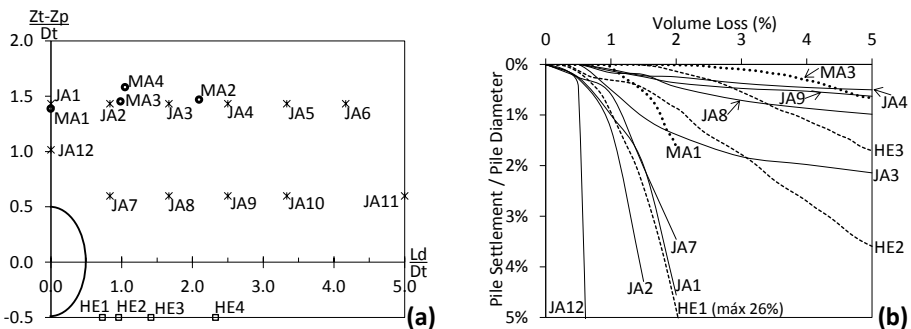 Zt-Zp
Dt
2.0
1.5
1.0
0.5
0.0
-0.5
0.0
1.0
2.0
3.0
4.0
5.0
Ld
Dt
JA1
MA1
MA4
MA3
MA2
JA2
JA3
JA4
JA5
JA6
JA12
JA7
JA8
JA9
JA10
JA11
HE1
HE2
HE3
HE4
(a)
Volume Loss (%)
0 1 2 3 4 5
Pile Settlement / Pile Diameter
0%
1%
2%
3%
4%
5%
MA3
JA4
JA9
JA8
HE3
MA1
JA3
HE2
JA7
JA2
JA1
JA12
HE1 (máx 26%)
(b)